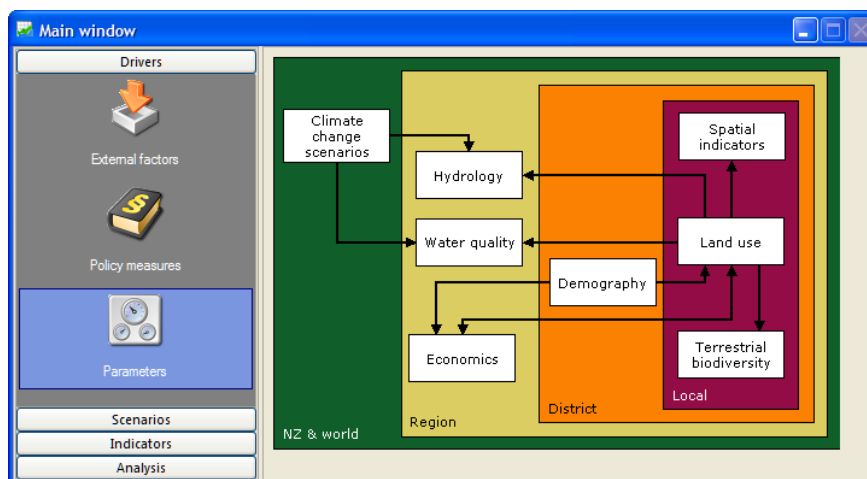 Main window
Drivers
External factors
Policy measures
Parameters
Scenarios
Indicators
Analysis
Climate
change
scenarios
Hydrology
Water quality
Economics
Demography
Spatial
indicators
Land use
Terrestrial
biodiversity
Local
District
Region
NZ & world